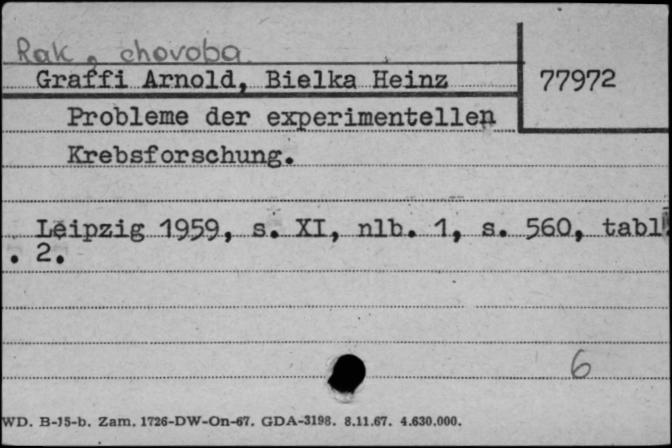 Rak, choroba
Graffi Arnold, Bielka Heinz
77972
Probleme der experimentellen
Krebsforschung.
Leipzig 1959, s. XI, nlb. 1, s. 560, tabl
. 2.
6
WD. B-15-b. Zam. 1726-DW-On-67. GDA-3198. 8.11.67. 4.630.000.